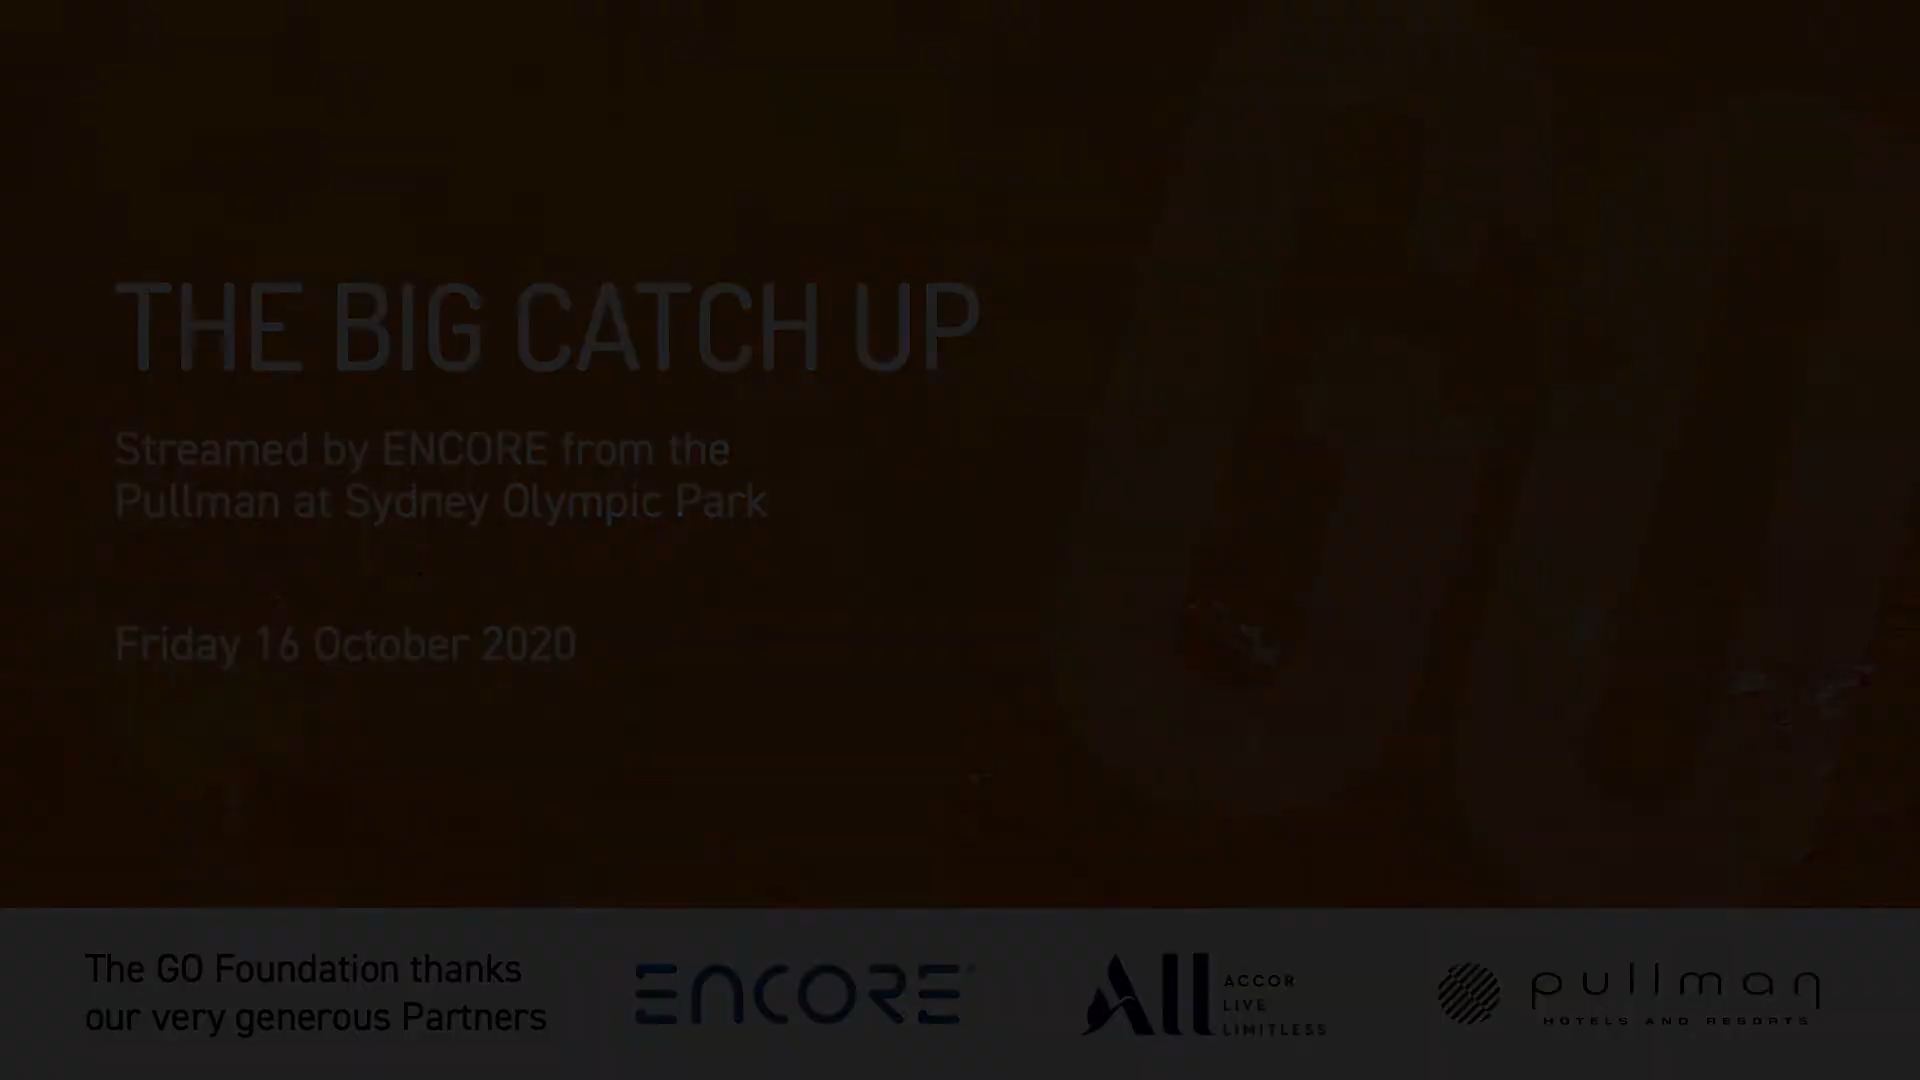 THE BIG CATCH UP
Streamed by ENCORE from the
Pullman at Sydney Olympic Park
Friday 16 October 2020
The GO Foundation thanks
our very generous Partners
ENCORE
All
ACCOR
LIVE
LIMITLESS
pullman
HOTELS AND RESORTS